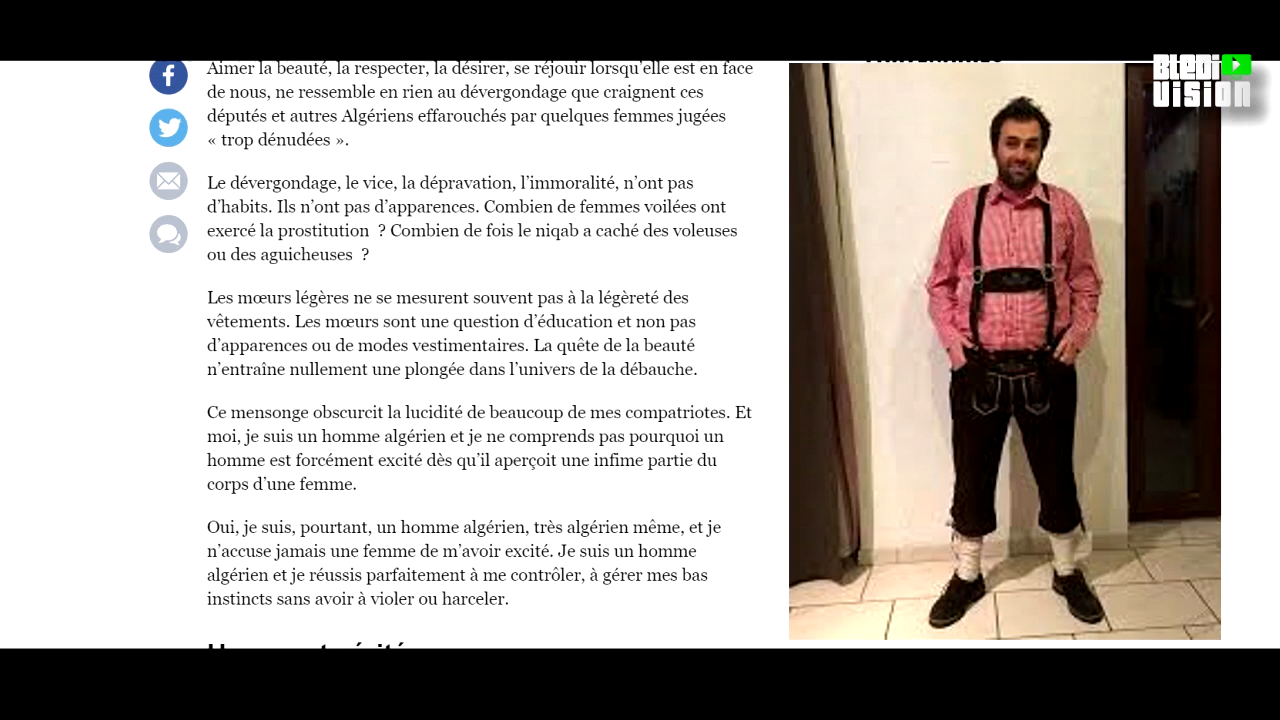 Aimer la beauté, la respecter, la désirer, se réjouir lorsqu'elle est en face
de nous, ne ressemble en rien au dévergondage que craignent ces
députés et autres Algériens effarouchés par quelques femmes jugées
« trop dénudées ».
Le dévergondage, le vice, la dépravation, l’immoralité, n’ont pas
d’habits. Ils n’ont pas d’apparences. Combien de femmes voilées ont
exercé la prostitution  ? Combien de fois le niqab a caché des voleuses
ou des aguicheuses  ?
Les mœurs légères ne se mesurent souvent pas à la légèreté des
vêtements. Les mœurs sont une question d’éducation et non pas
d’apparences ou de modes vestimentaires. La quête de la beauté
n’entraîne nullement une plongée dans l’univers de la débauche.
Ce mensonge obscurcit la lucidité de beaucoup de mes compatriotes. Et
moi, je suis un homme algérien et je ne comprends pas pourquoi un
homme est forcément excité dès qu’il aperçoit une infime partie du
corps d’une femme.
Oui, je suis, pourtant, un homme algérien, très algérien même, et je
n’accuse jamais une femme de m’avoir excité. Je suis un homme
algérien et je réussis parfaitement à me contrôler, à gérer mes bas
instincts sans avoir à violer ou harceler.
BLEDI
VISION